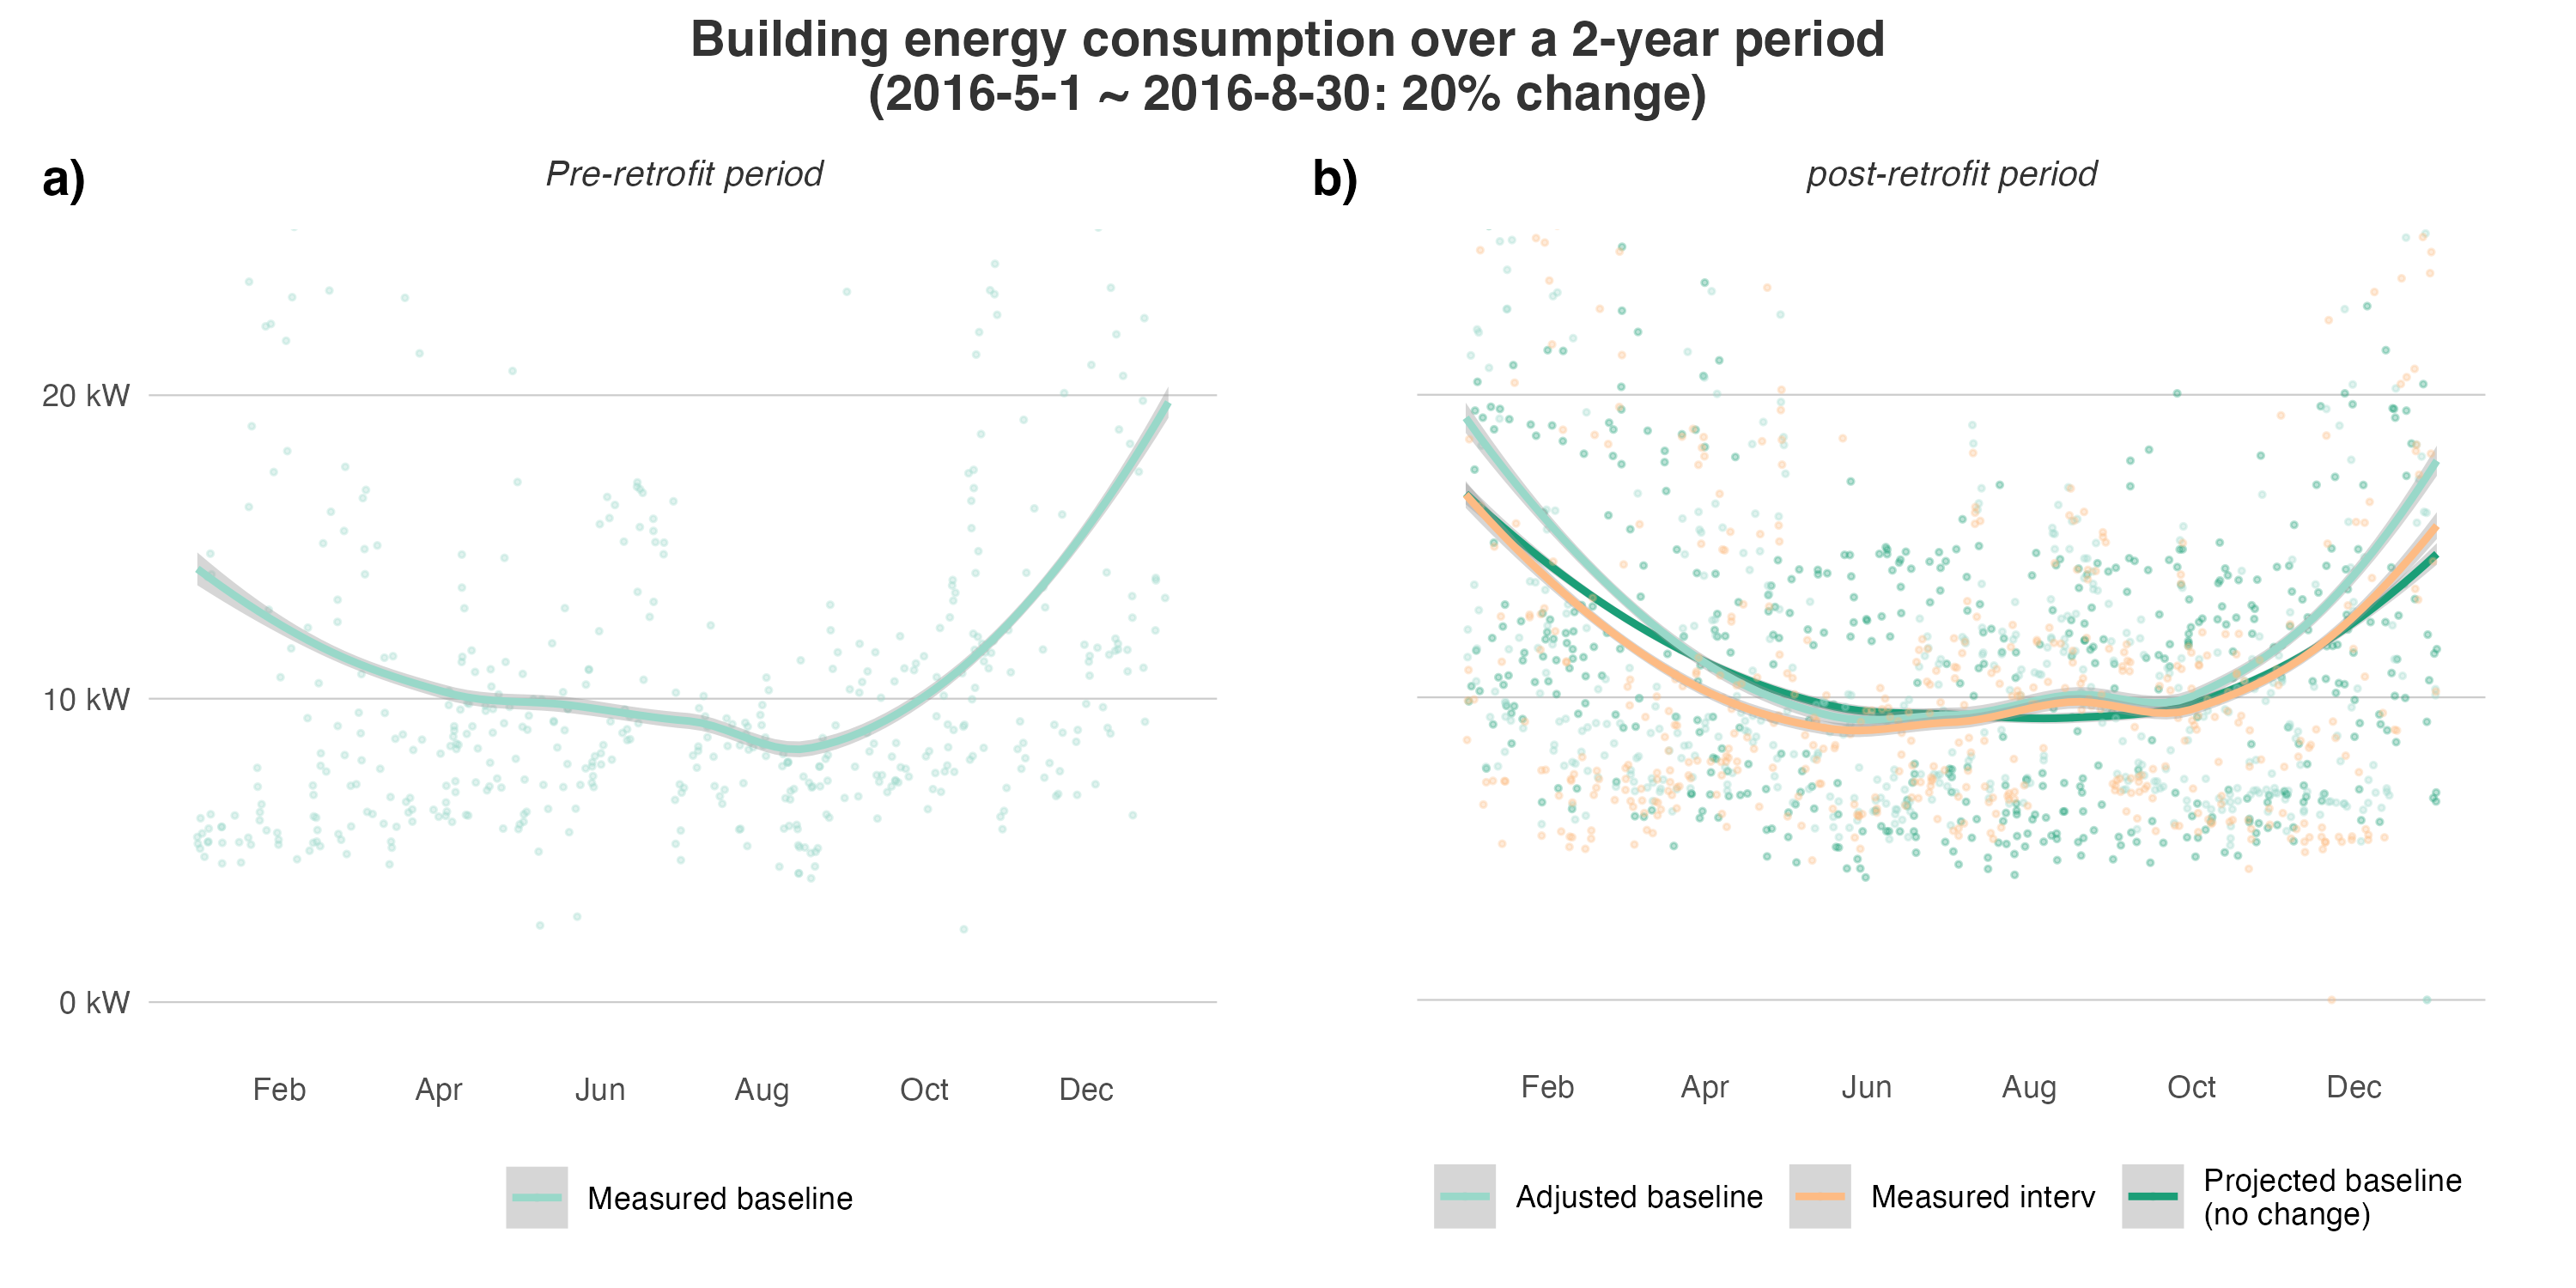 Building energy consumption over a 2-year period
(2016-5-1 ~ 2016-8-30: 20% change)
a)
Pre-retrofit period
20 kW
10 kW
0 kW
Feb Apr Jun Aug Oct Dec
Measured baseline
b)
post-retrofit period
Feb Apr Jun Aug Oct Dec
Adjusted baseline
Measured interv
Projected baseline
(no change)